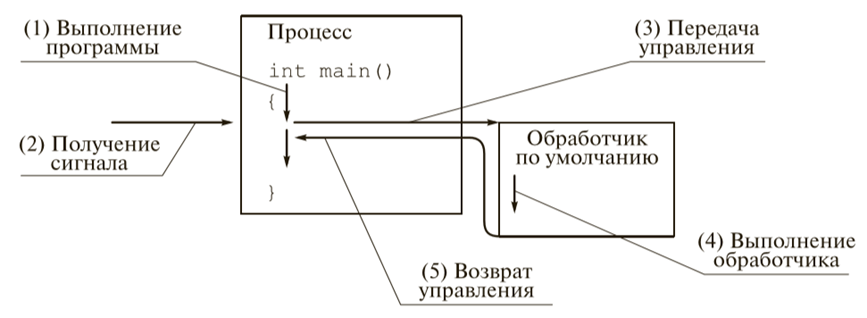 (1) Выполнение
программы
Процесс
int main()
{
}
(3) Передача
управления
(2) Получение
сигнала
Обработчик
по умолчанию
(4) Выполнение
обработчика
(5) Возврат
управления